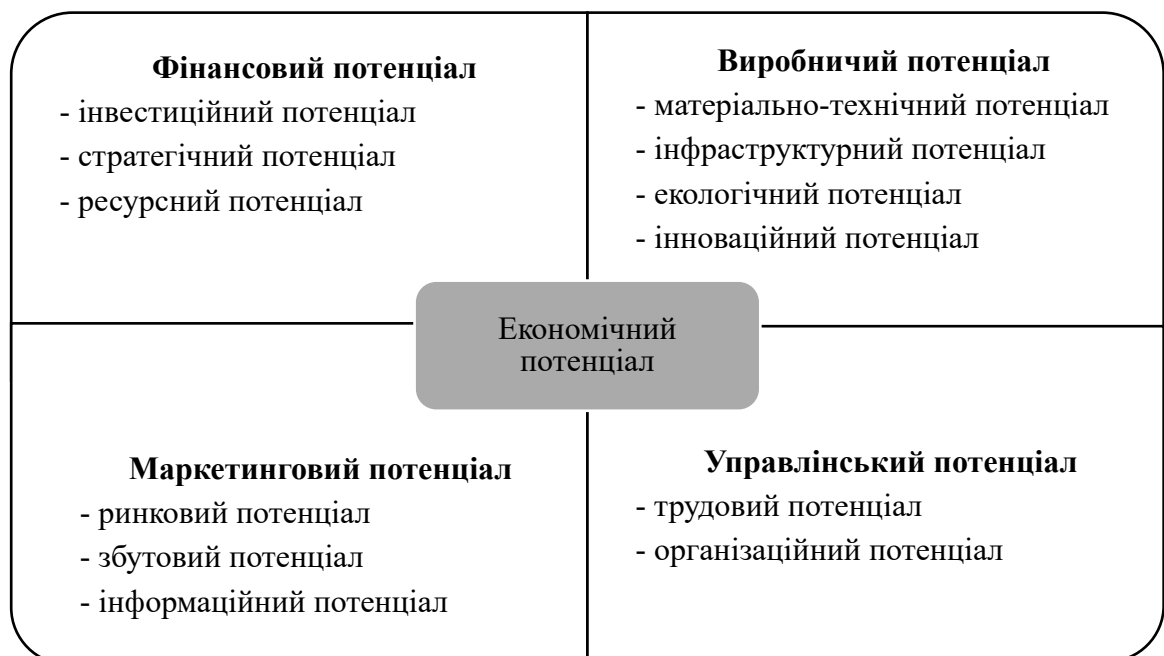 Фінансовий потенціал
- інвестиційний потенціал
- стратегічний потенціал
- ресурсний потенціал
Виробничий потенціал
- матеріально-технічний потенціал
- інфраструктурний потенціал
- екологічний потенціал
- інноваційний потенціал
Економічний
потенціал
Маркетинговий потенціал
- ринковий потенціал
- збутовий потенціал
- інформаційний потенціал
Управлінський потенціал
- трудовий потенціал
- організаційний потенціал